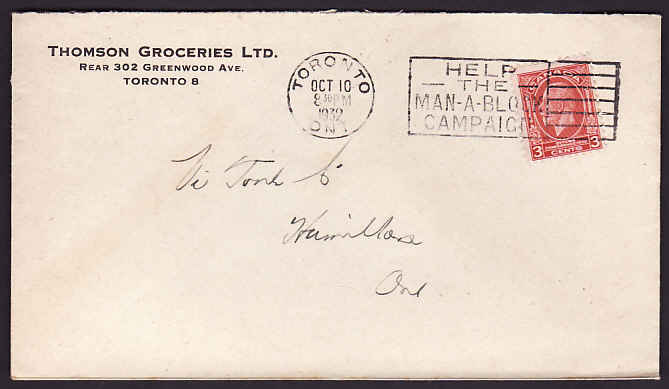 THOMSON GROCERIES LTD.
REAR 302 GREENWOOD AVE.
TORONTO 8
TORONTO
OCT 10
PM
1932
ONT
HELP
THE
MAN-A-BLOCK
CAMPAIGN
3 CENTS 3
Hamilton
Ont